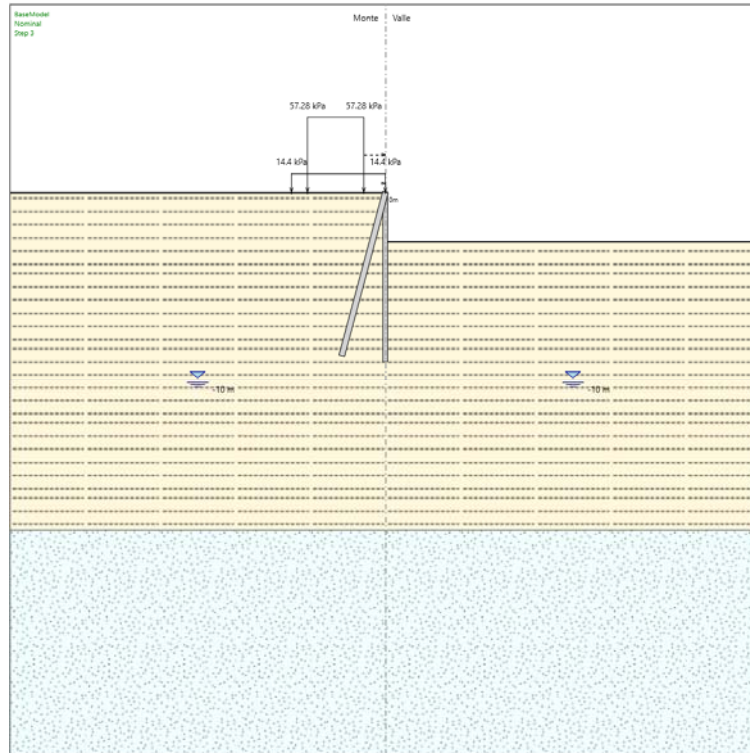 BaseModel
Nominal
Step 3
Monte Valle
57.28 kPa 57.28 kPa
14.4 kPa 14.4 kPa
0m
-10 m -10 m